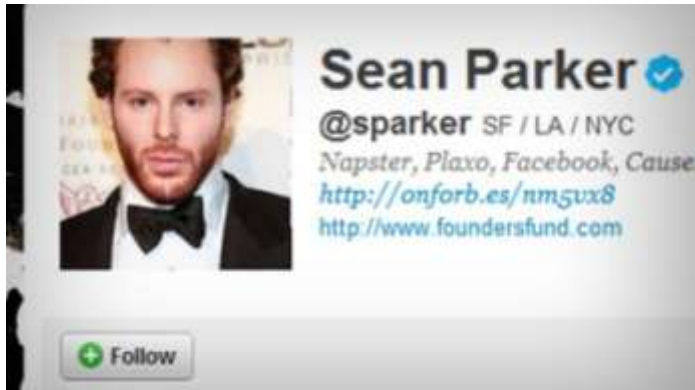 Sean Parker
@sparker SF / LA / NYC
Napster, Plaxo, Facebook, Cause
http://onforb.es/nm5vx8
http://www.foundersfund.com
Follow